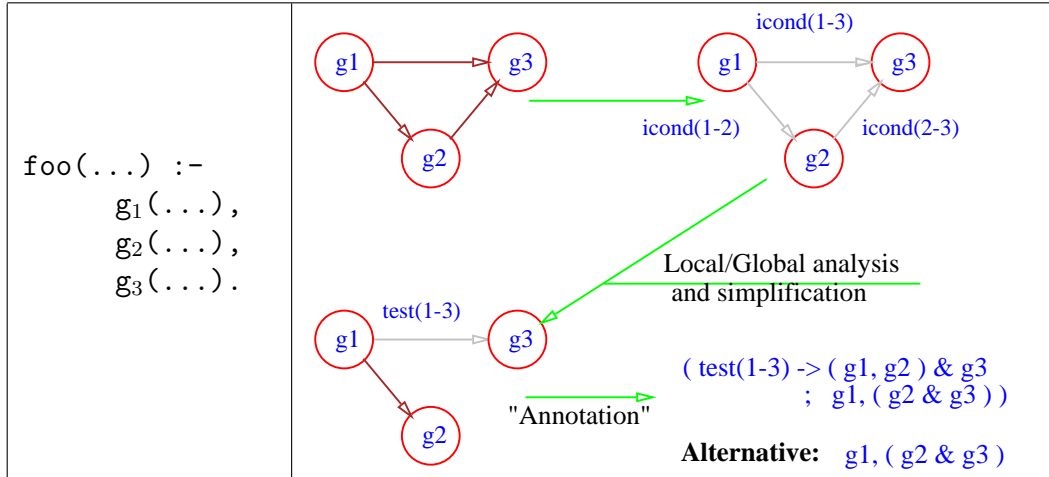 foo(...) :-
g₁(...),
g₂(...),
g₃(...).
icond(1-3)
g1
g3
g1
g3
icond(1-2)
icond(2-3)
g2
g2
Local/Global analysis
and simplification
test(1-3)
g1
g3
( test(1-3) -> ( g1, g2 ) & g3
; g1, ( g2 & g3 ) )
"Annotation"
g2
Alternative: g1, ( g2 & g3 )